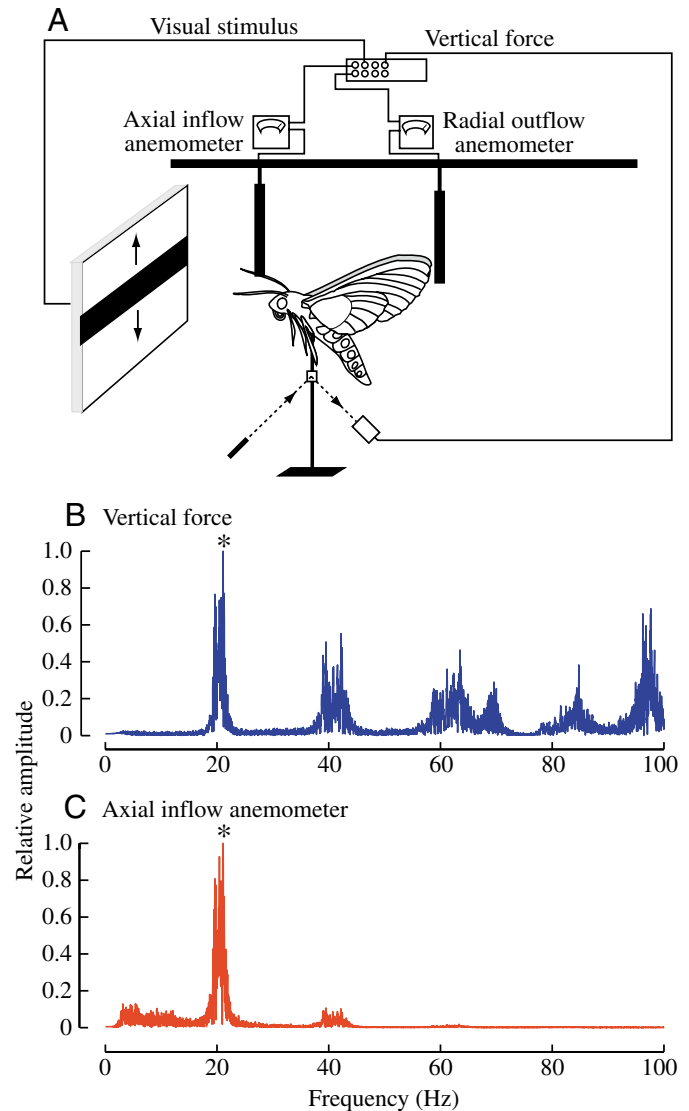 A
Visual stimulus
Vertical force
Axial inflow
anemometer
Radial outflow
anemometer
B Vertical force
*
1.0
0.8
0.6
0.4
0.2
0
0 20 40 60 80 100
C Axial inflow anemometer
*
1.0
0.8
0.6
0.4
0.2
0
Relative amplitude
0 20 40 60 80 100
Frequency (Hz)